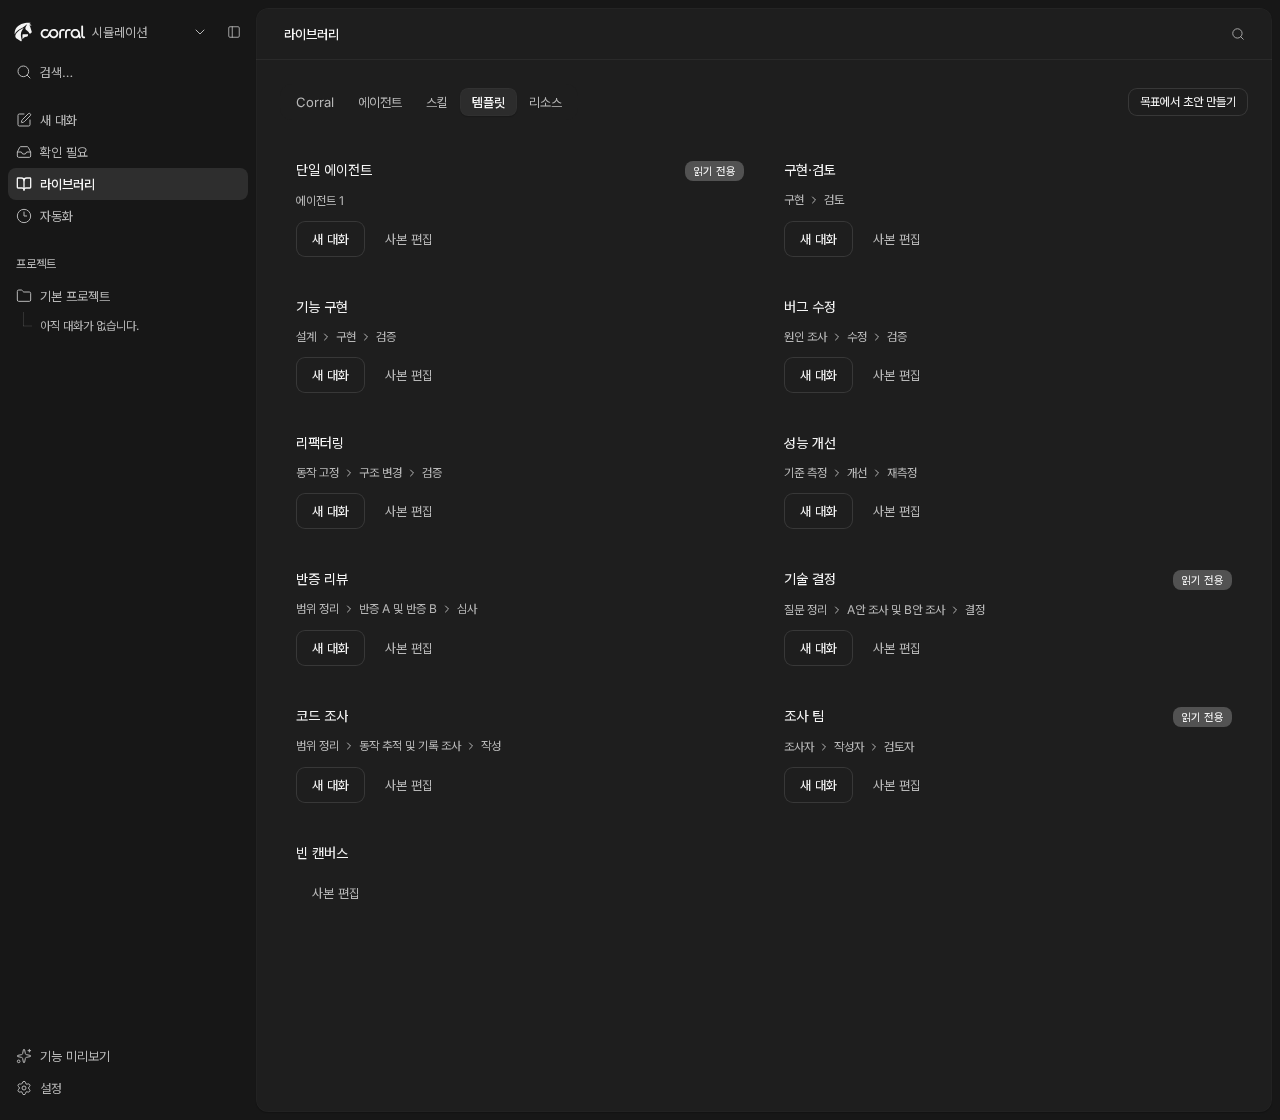 corral 시뮬레이션
검색...
새 대화
확인 필요
라이브러리
자동화
프로젝트
기본 프로젝트
아직 대화가 없습니다.
기능 미리보기
설정
라이브러리
Corral 에이전트 스킬 템플릿 리소스 목표에서 초안 만들기
단일 에이전트 읽기 전용
에이전트 1
새 대화 사본 편집
구현·검토
구현 > 검토
새 대화 사본 편집
기능 구현
설계 > 구현 > 검증
새 대화 사본 편집
버그 수정
원인 조사 > 수정 > 검증
새 대화 사본 편집
리팩터링
동작 고정 > 구조 변경 > 검증
새 대화 사본 편집
성능 개선
기준 측정 > 개선 > 재측정
새 대화 사본 편집
반증 리뷰
범위 정리 > 반증 A 및 반증 B > 심사
새 대화 사본 편집
기술 결정 읽기 전용
질문 정리 > A안 조사 및 B안 조사 > 결정
새 대화 사본 편집
코드 조사
범위 정리 > 동작 추적 및 기록 조사 > 작성
새 대화 사본 편집
조사 팀 읽기 전용
조사자 > 작성자 > 검토자
새 대화 사본 편집
빈 캔버스
사본 편집